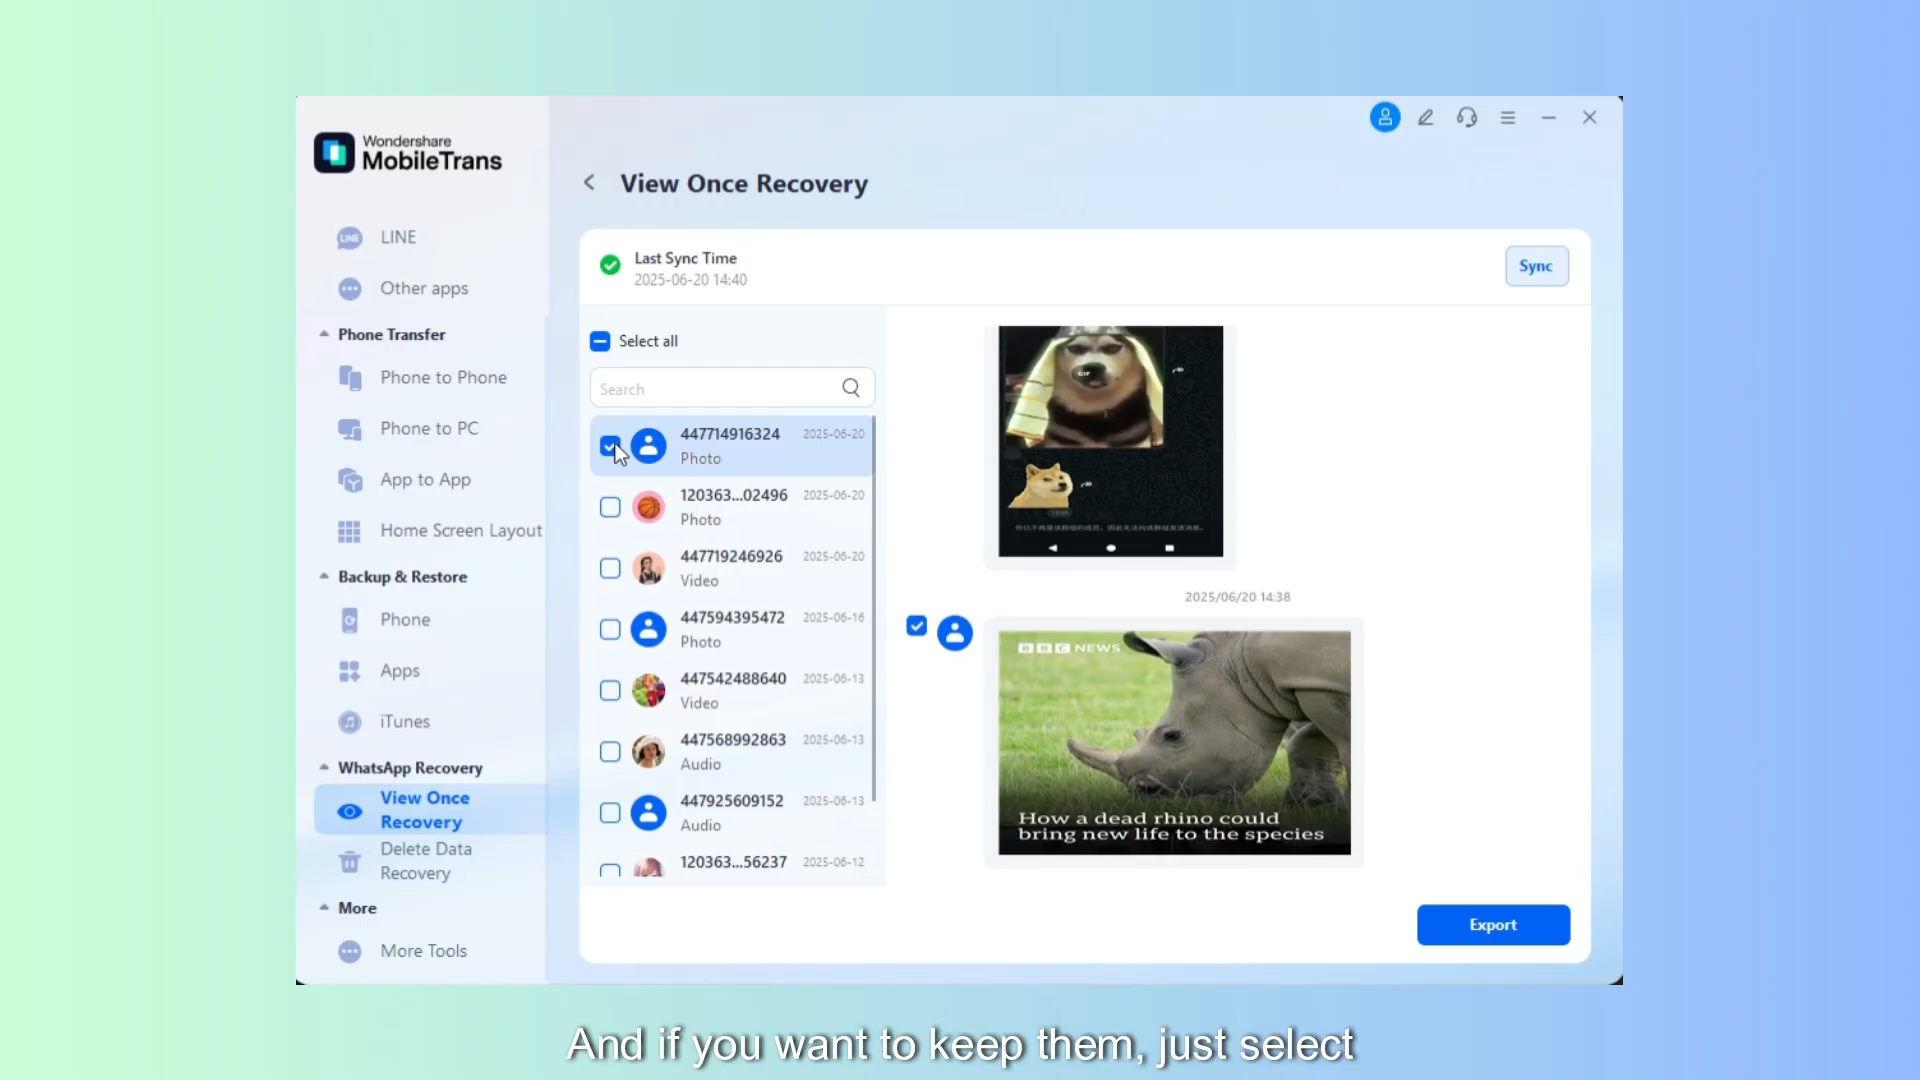 Wondershare
MobileTrans
LINE
LINE
Other apps
Phone Transfer
Phone to Phone
Phone to PC
App to App
Home Screen Layout
Backup & Restore
Phone
Apps
iTunes
WhatsApp Recovery
View Once
Recovery
Delete Data
Recovery
More
More Tools
View Once Recovery
Last Sync Time
2025-06-20 14:40
Sync
Select all
Search
447714916324 2025-06-20
Photo
120363...02496 2025-06-20
Photo
447719246926 2025-06-20
Video
447594395472 2025-06-16
Photo
447542488640 2025-06-13
Video
447568992863 2025-06-13
Audio
447925609152 2025-06-13
Audio
120363...56237 2025-06-12
GIF
2025/06/20 14:38
BBC NEWS
How a dead rhino could
bring new life to the species
Export
And if you want to keep them, just select